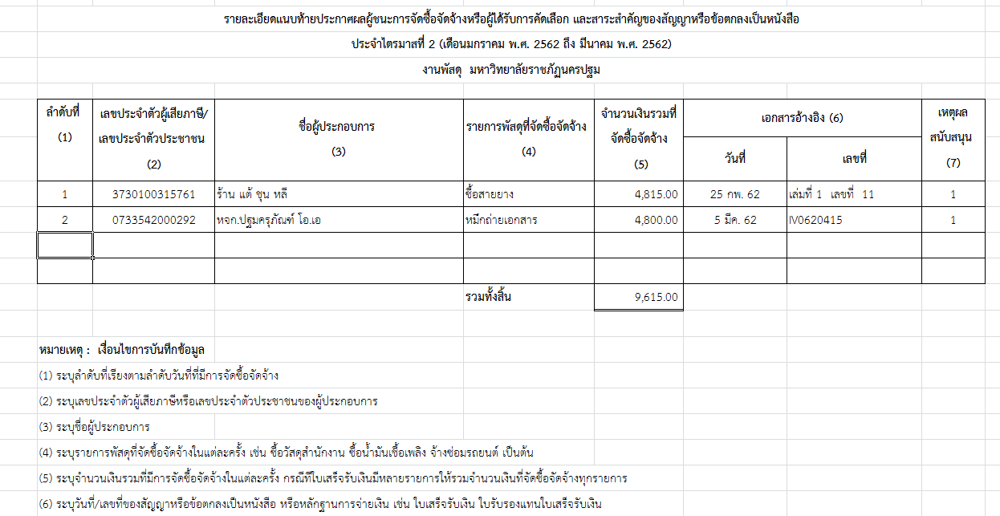 รายละเอียดแนบท้ายประกาศผลผู้ชนะการจัดซื้อจัดจ้างหรือผู้ได้รับการคัดเลือก และสาระสำคัญของสัญญาหรือข้อตกลงเป็นหนังสือ
ประจำไตรมาสที่ 2 (เดือนมกราคม พ.ศ. 2562 ถึง มีนาคม พ.ศ. 2562)
งานพัสดุ มหาวิทยาลัยราชภัฏนครปฐม
ลำดับที่ (1) เลขประจำตัวผู้เสียภาษี/เลขประจำตัวประชาชน (2) ชื่อผู้ประกอบการ (3) รายการพัสดุที่จัดซื้อจัดจ้าง (4) จำนวนเงินรวมที่จัดซื้อจัดจ้าง (5) เอกสารอ้างอิง (6) วันที่ เลขที่ เหตุผลสนับสนุน (7)
1 3730100315761 ร้าน แต้ ชุน หลี ซื้อสายยาง 4,815.00 25 กพ. 62 เล่มที่ 1 เลขที่ 11 1
2 0733542000292 หจก.ปฐมครุภัณฑ์ โอ.เอ หมึกถ่ายเอกสาร 4,800.00 5 มีค. 62 IV0620415 1
รวมทั้งสิ้น 9,615.00
หมายเหตุ : เงื่อนไขการบันทึกข้อมูล
(1) ระบุลำดับที่เรียงตามลำดับวันที่ที่มีการจัดซื้อจัดจ้าง
(2) ระบุเลขประจำตัวผู้เสียภาษีหรือเลขประจำตัวประชาชนของผู้ประกอบการ
(3) ระบุชื่อผู้ประกอบการ
(4) ระบุรายการพัสดุที่จัดซื้อจัดจ้างในแต่ละครั้ง เช่น ซื้อวัสดุสำนักงาน ซื้อน้ำมันเชื้อเพลิง จ้างซ่อมรถยนต์ เป็นต้น
(5) ระบุจำนวนเงินรวมที่มีการจัดซื้อจัดจ้างในแต่ละครั้ง กรณีทีใบเสร็จรับเงินมีหลายรายการให้รวมจำนวนเงินที่จัดซื้อจัดจ้างทุกรายการ
(6) ระบุวันที่/เลขที่ของสัญญาหรือข้อตกลงเป็นหนังสือ หรือหลักฐานการจ่ายเงิน เช่น ใบเสร็จรับเงิน ใบรับรองแทนใบเสร็จรับเงิน